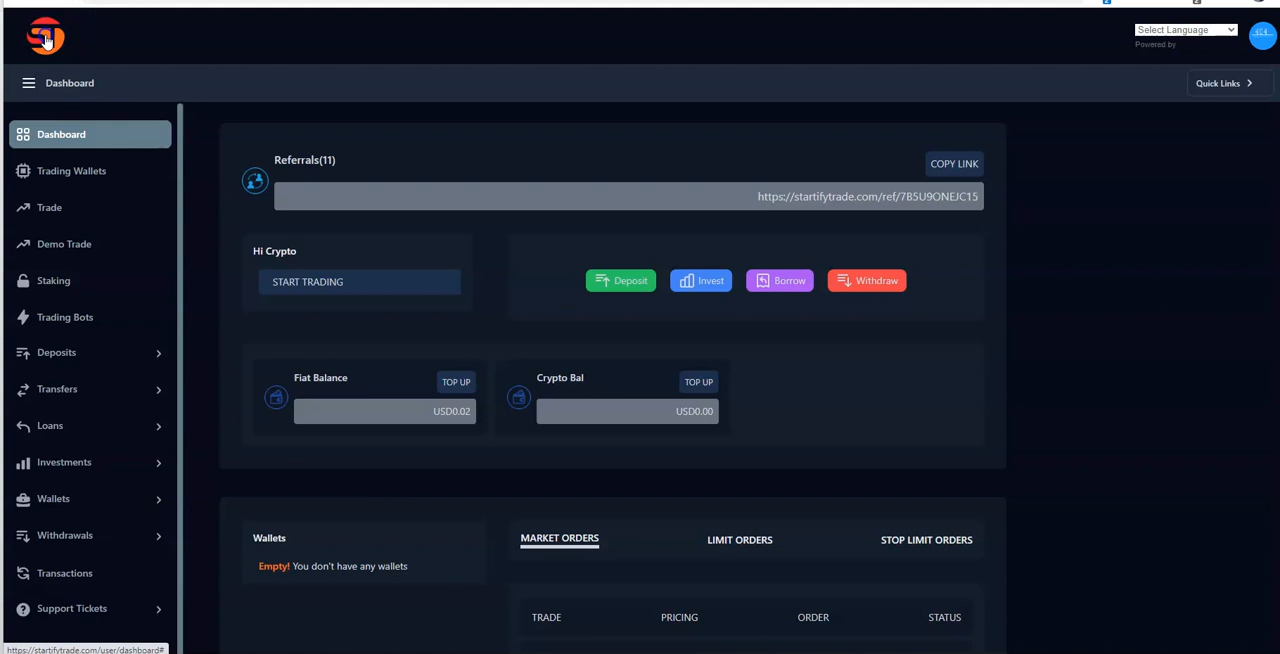 ST
Select Language
Powered by
Dashboard
Quick Links
Dashboard
Trading Wallets
Trade
Demo Trade
Staking
Trading Bots
Deposits
Transfers
Loans
Investments
Wallets
Withdrawals
Transactions
Support Tickets
Referrals(11)
COPY LINK
https://startifytrade.com/ref/7B5U9ONEJC15
Hi Crypto
START TRADING
Deposit
Invest
Borrow
Withdraw
Fiat Balance
TOP UP
USD0.02
Crypto Bal
TOP UP
USD0.00
Wallets
Empty! You don't have any wallets
MARKET ORDERS
LIMIT ORDERS
STOP LIMIT ORDERS
TRADE
PRICING
ORDER
STATUS
https://startifytrade.com/user/dashboard#